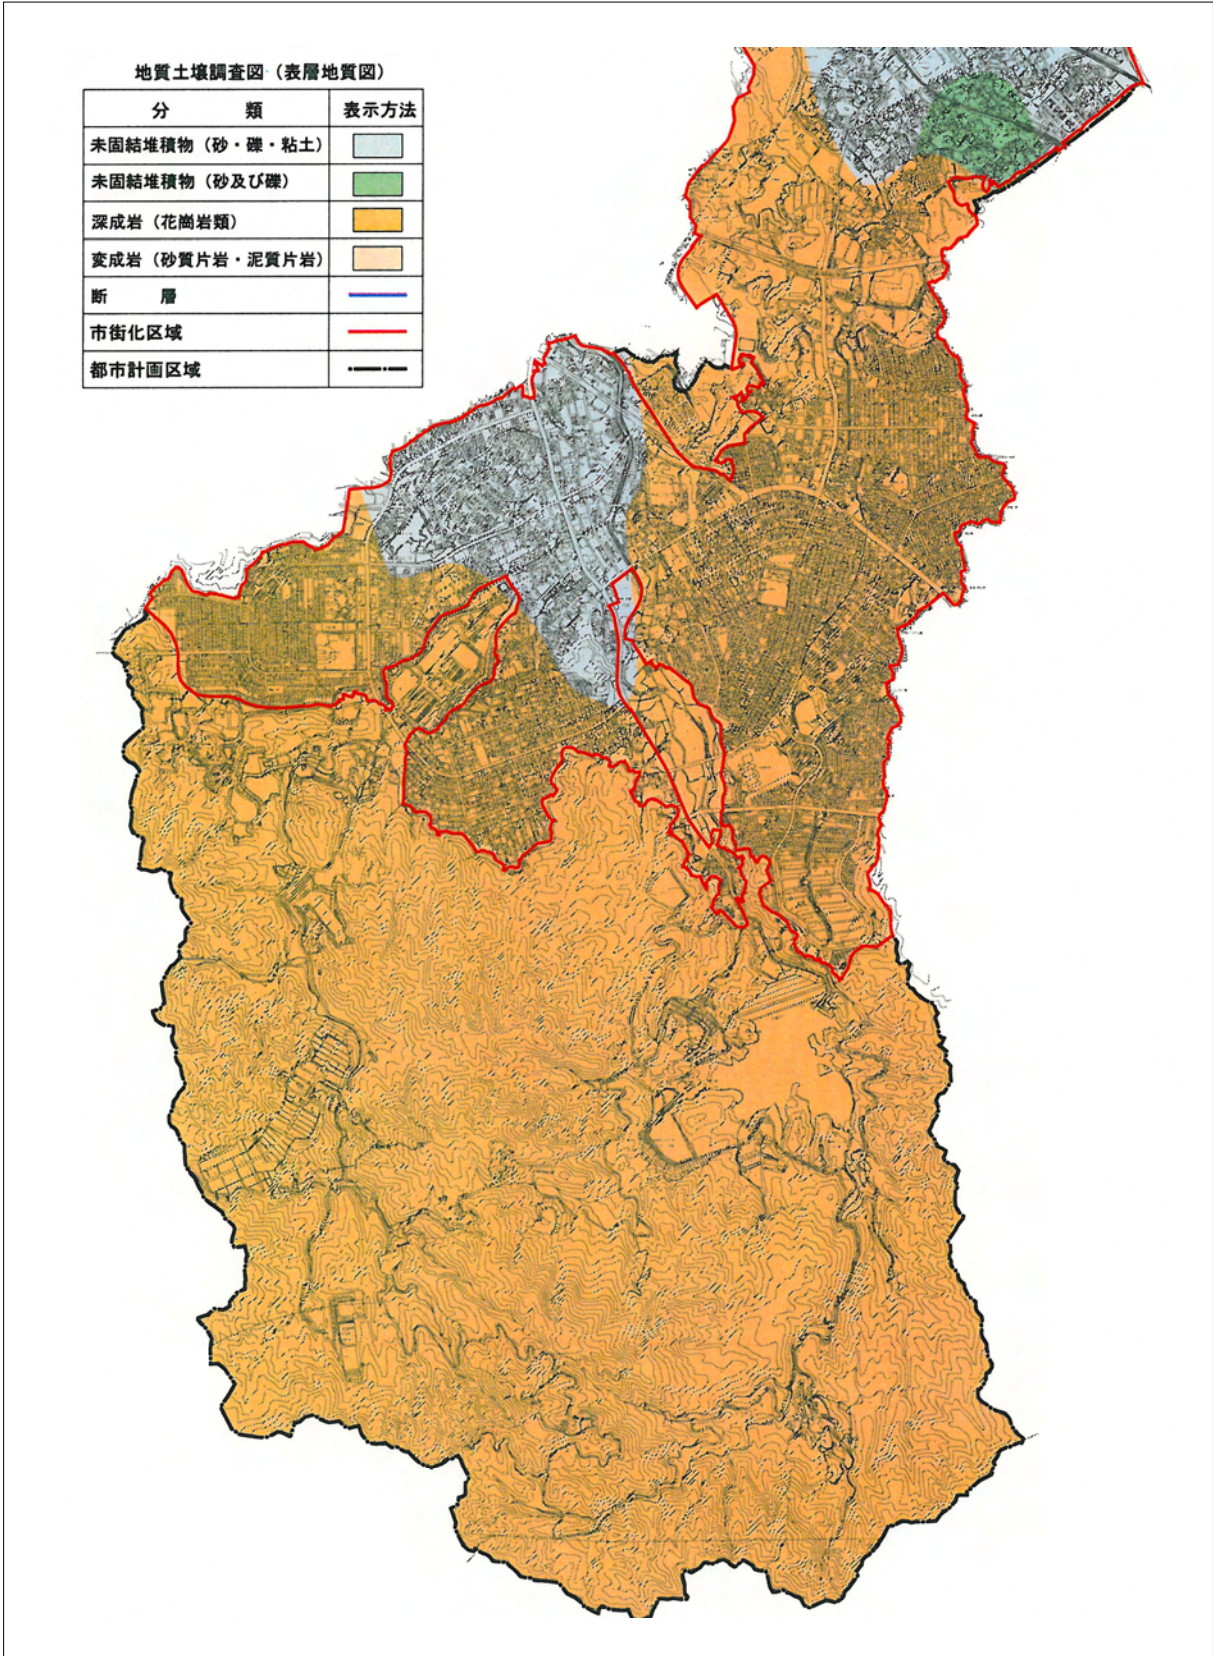 地質土壌調査図（表層地質図）
分　類　表示方法
未固結堆積物（砂・礫・粘土）
未固結堆積物（砂及び礫）
深成岩（花崗岩類）
変成岩（砂質片岩・泥質片岩）
断　層
市街化区域
都市計画区域